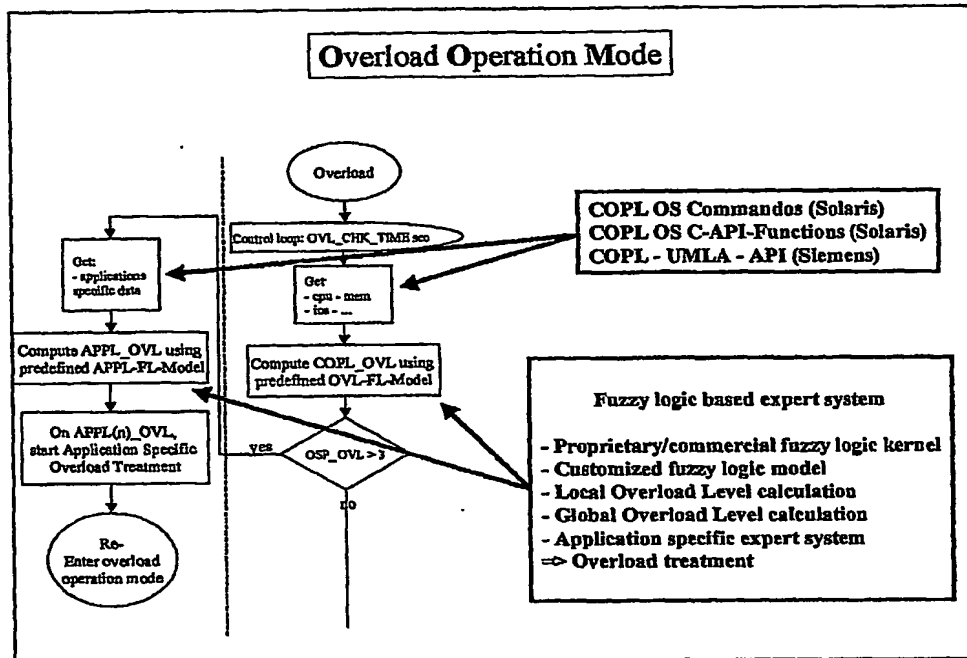 Overload Operation Mode
Overload
Control loop: OVL_CHK_TIME sec
Get
- cpu - mem
- ios - ...
Compute COPL_OVL using
predefined OVL-FL-Model
OSP_OVL > 3
yes
no
Get:
- applications
specific data
Compute APPL_OVL using
predefined APPL-FL-Model
On APPL(n)_OVL,
start Application Specific
Overload Treatment
Re-
Enter overload
operation mode
COPL OS Commandos (Solaris)
COPL OS C-API-Functions (Solaris)
COPL - UMLA - API (Siemens)
Fuzzy logic based expert system
- Proprietary/commercial fuzzy logic kernel
- Customized fuzzy logic model
- Local Overload Level calculation
- Global Overload Level calculation
- Application specific expert system
=> Overload treatment